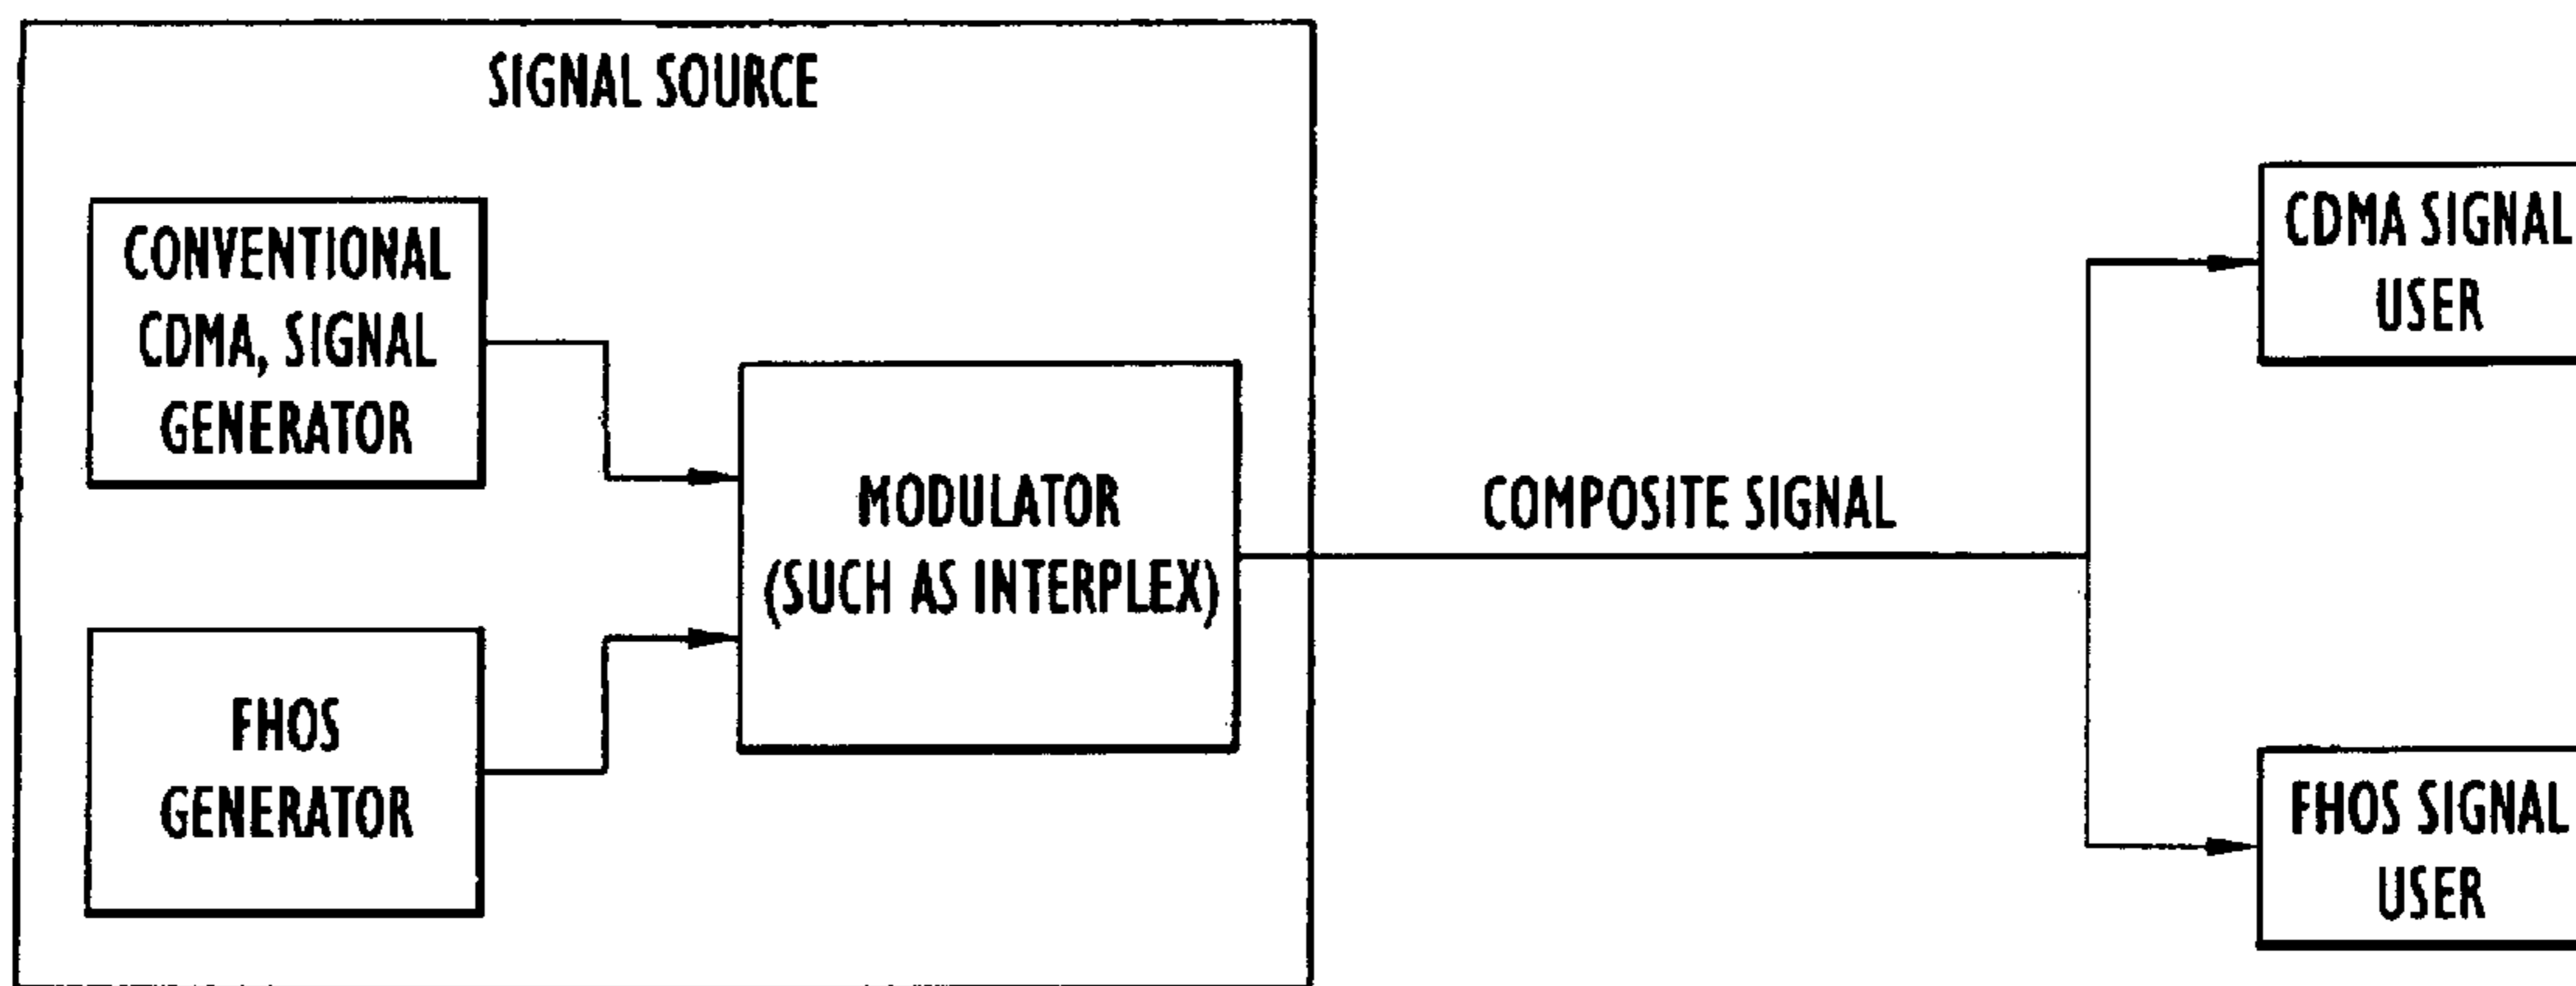 SIGNAL SOURCE
CONVENTIONAL
CDMA, SIGNAL
GENERATOR
FHOS
GENERATOR
MODULATOR
(SUCH AS INTERPLEX)
COMPOSITE SIGNAL
CDMA SIGNAL
USER
FHOS SIGNAL
USER